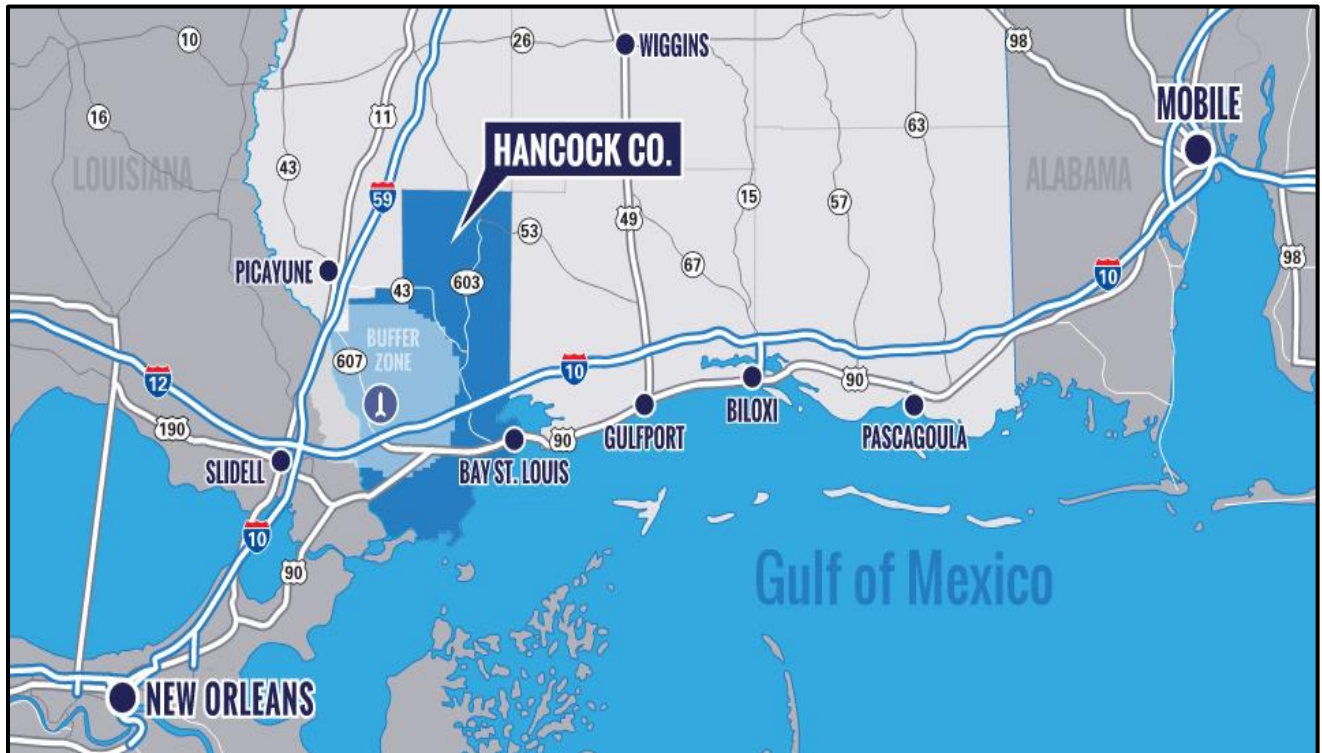 10
26
WIGGINS
98
16
11
43
LOUISIANA
HANCOCK CO.
63
MOBILE
ALABAMA
59
53
49
15
57
PICAYUNE
43
603
67
98
10
BUFFER
ZONE
607
10
12
90
BILOXI
190
SLIDELL
BAY ST. LOUIS
90
GULFPORT
PASCAGOULA
10
90
Gulf of Mexico
NEW ORLEANS